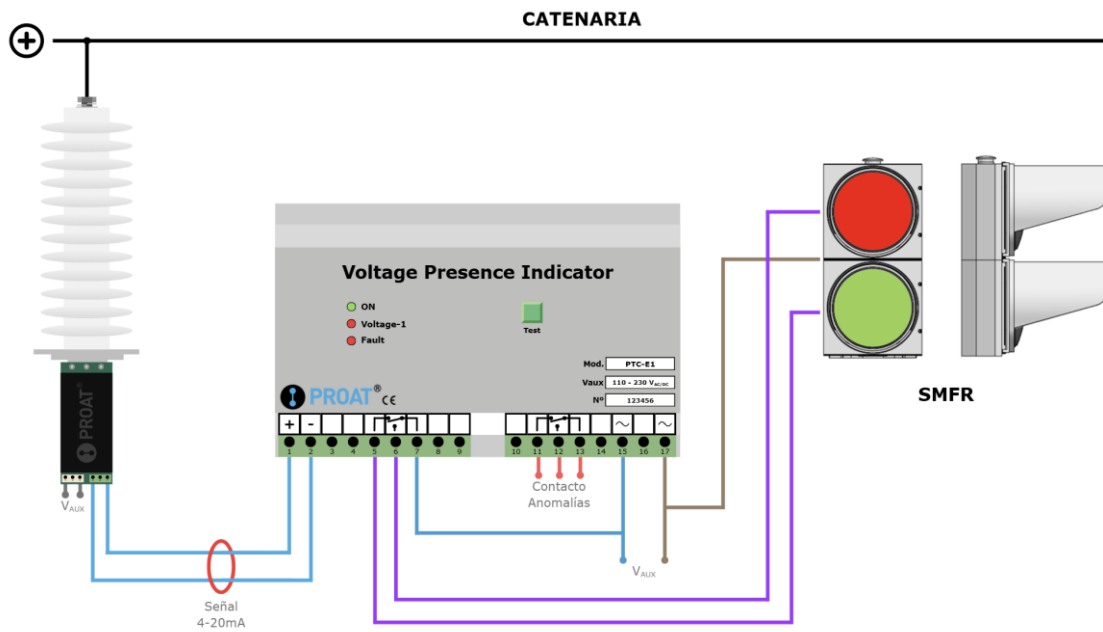 CATENARIA
Voltage Presence Indicator
ON
Voltage-1
Fault
Test
Mod. PTC-E1
Vaux 110 - 230 VAC/DC
Nº 123456
PROAT®
CE
+ - ~ ~
1 2 3 4 5 6 7 8 9 10 11 12 13 14 15 16 17
PROAT
VAUX
Contacto
Anomalías
VAUX
Señal
4-20mA
SMFR